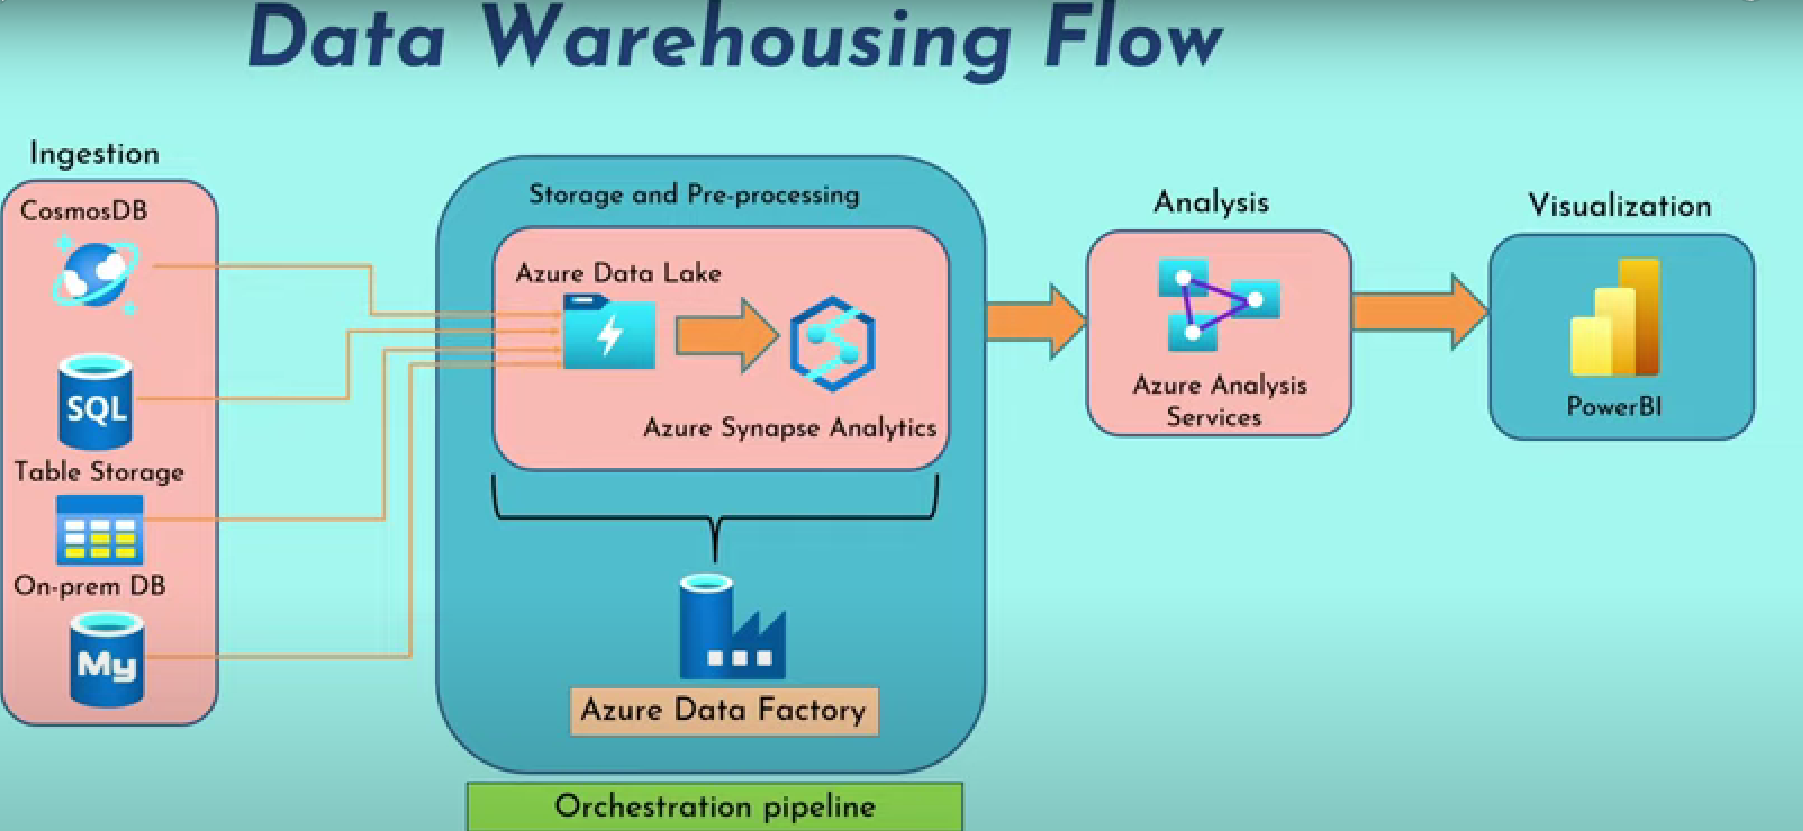 Data Warehousing Flow
Ingestion
CosmosDB
SQL
Table Storage
On-prem DB
My
Storage and Pre-processing
Azure Data Lake
Azure Synapse Analytics
Azure Data Factory
Orchestration pipeline
Analysis
Azure Analysis
Services
Visualization
PowerBI